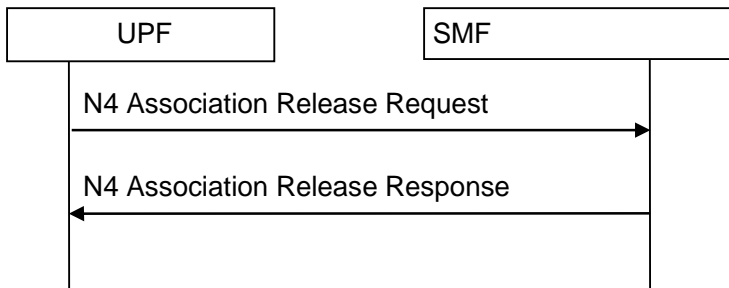 UPF
SMF
N4 Association Release Request
N4 Association Release Response